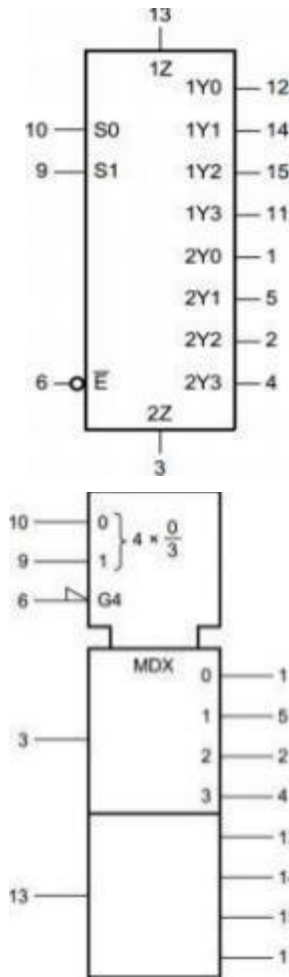 13
1Z
1Y0 12
10 S0 1Y1 14
9 S1 1Y2 15
1Y3 11
2Y0 1
2Y1 5
2Y2 2
6 E̅ 2Y3 4
2Z
3
10 0 } 4 × 0/3
9 1
6 G4
MDX
0 1
1 5
3 2 2
3 4
13